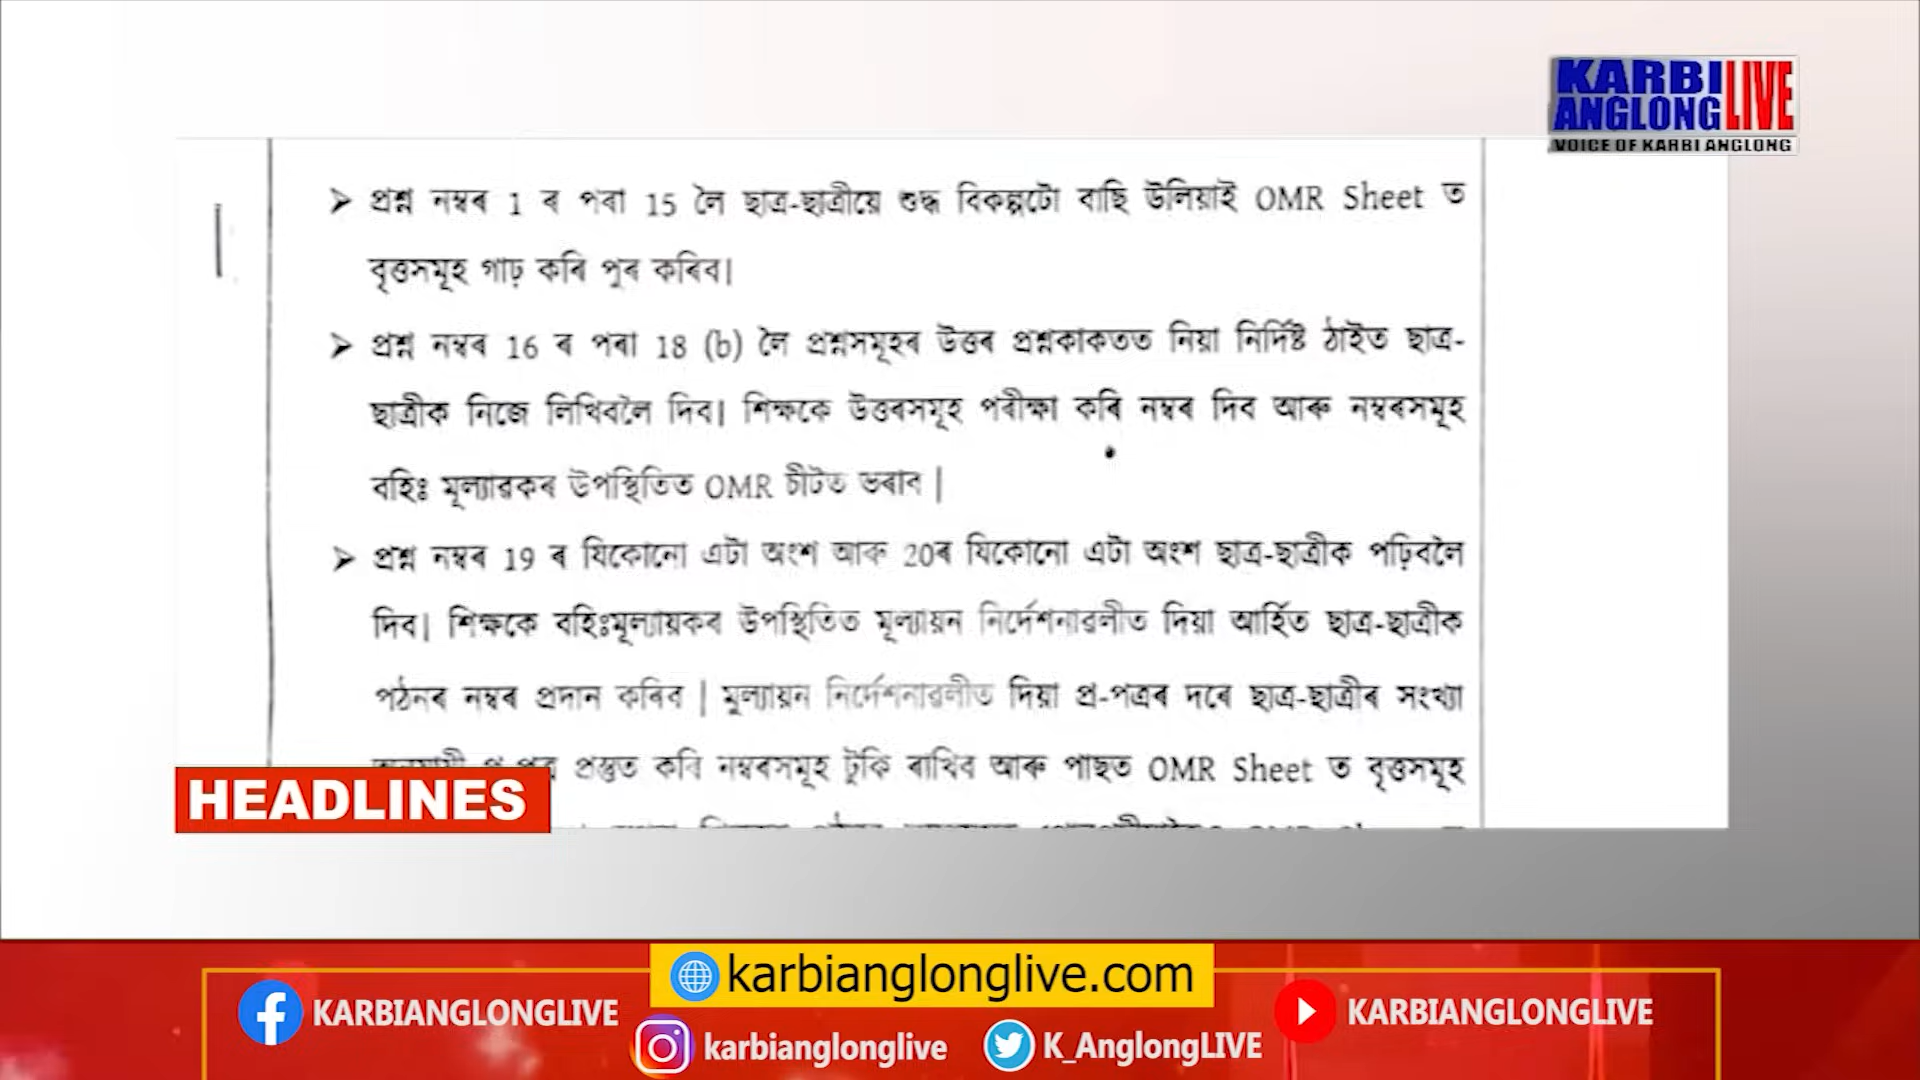 KARBI
ANGLONG LIVE
VOICE OF KARBI ANGLONG
➤ প্ৰশ্ন নম্বৰ 1 ৰ পৰা 15 লৈ ছাত্ৰ-ছাত্ৰীয়ে শুদ্ধ বিকল্পটো বাছি উলিয়াই OMR Sheet ত
বৃত্তসমূহ গাঢ় কৰি পুৰ কৰিব।
➤ প্ৰশ্ন নম্বৰ 16 ৰ পৰা 18 (b) লৈ প্ৰশ্নসমূহৰ উত্তৰ প্ৰশ্নকাকতত নিয়া নিৰ্দিষ্ট ঠাইত ছাত্ৰ-
ছাত্ৰীক নিজে লিখিবলৈ দিব। শিক্ষকে উত্তৰসমূহ পৰীক্ষা কৰি নম্বৰ দিব আৰু নম্বৰসমূহ
বহিঃ মূল্যাৱকৰ উপস্থিতিত OMR চীটত ভৰাব |
➤ প্ৰশ্ন নম্বৰ 19 ৰ যিকোনো এটা অংশ আৰু 20ৰ যিকোনো এটা অংশ ছাত্ৰ-ছাত্ৰীক পঢ়িবলৈ
দিব। শিক্ষকে বহিঃমূল্যায়কৰ উপস্থিতিত মূল্যায়ন নিৰ্দেশনাৱলীত দিয়া আৰ্হিত ছাত্ৰ-ছাত্ৰীক
পঠনৰ নম্বৰ প্ৰদান কৰিব | মূল্যায়ন নিৰ্দেশনাৱলীত দিয়া প্ৰ-পত্ৰৰ দৰে ছাত্ৰ-ছাত্ৰীৰ সংখ্যা
প্ৰস্তুত কৰি নম্বৰসমূহ টুকি ৰাখিব আৰু পাছত OMR Sheet ত বৃত্তসমূহ
HEADLINES
karbianglonglive.com
KARBIANGLONGLIVE
karbianglonglive
K_AnglongLIVE
KARBIANGLONGLIVE